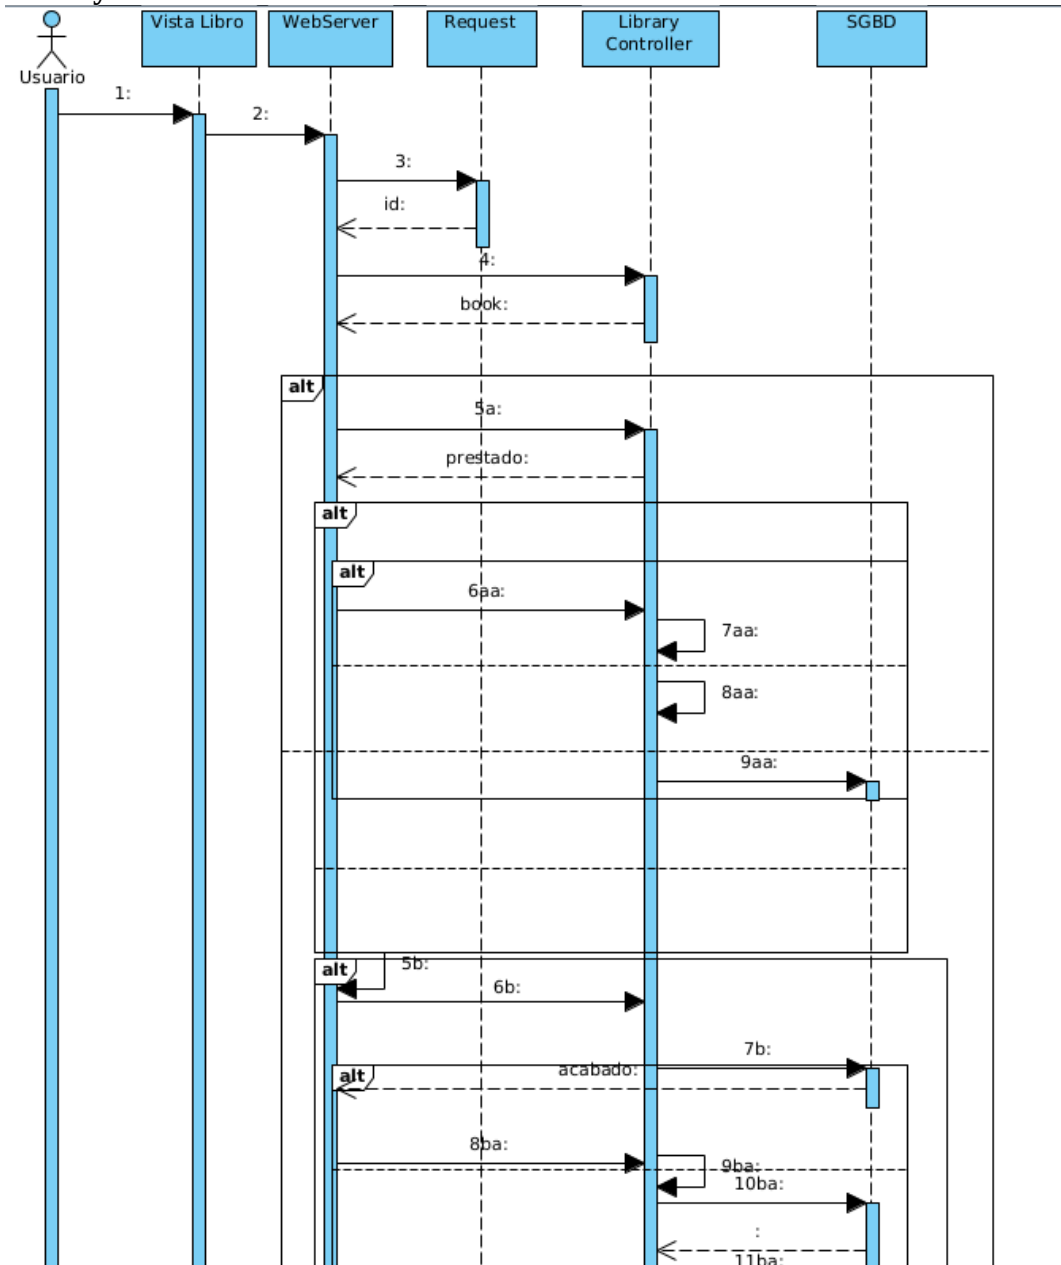 Vista Libro
WebServer
Request
Library
Controller
SGBD
Usuario
1:
2:
3:
id:
4:
book:
alt
5a:
prestado:
alt
alt
6aa:
7aa:
8aa:
9aa:
alt
5b:
6b:
7b:
alt
acabado:
8ba:
9ba:
10ba:
:
11ba: